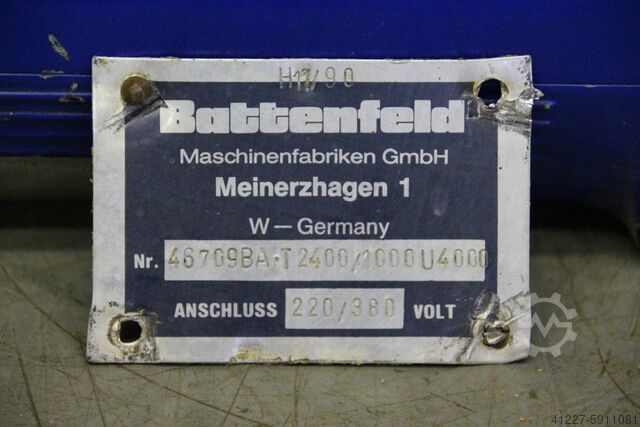 H11/90
Battenfeld
Maschinenfabriken GmbH
Meinerzhagen 1
W-Germany
Nr. 46709BA·T2400/1000U4000
ANSCHLUSS 220/380 VOLT
41227-5911081